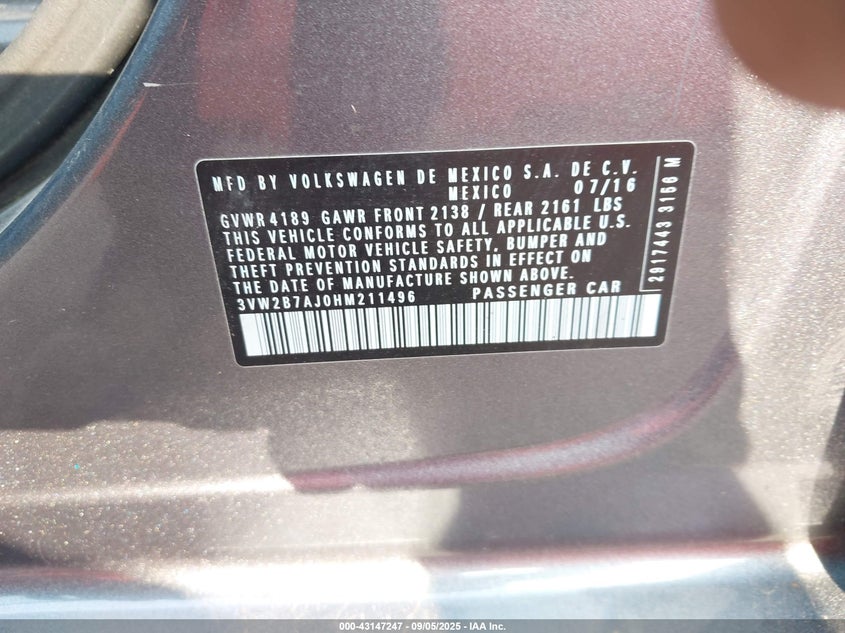 MFD BY VOLKSWAGEN DE MEXICO S.A. DE C.V.
MEXICO 07/16
GVWR 4189 GAWR FRONT 2138 / REAR 2161 LBS
THIS VEHICLE CONFORMS TO ALL APPLICABLE U.S.
FEDERAL MOTOR VEHICLE SAFETY, BUMPER AND
THEFT PREVENTION STANDARDS IN EFFECT ON
THE DATE OF MANUFACTURE SHOWN ABOVE.
3VW2B7AJ0HM211496 PASSENGER CAR
2917443 3166 M
000-43147247 - 09/05/2025 - IAA Inc.